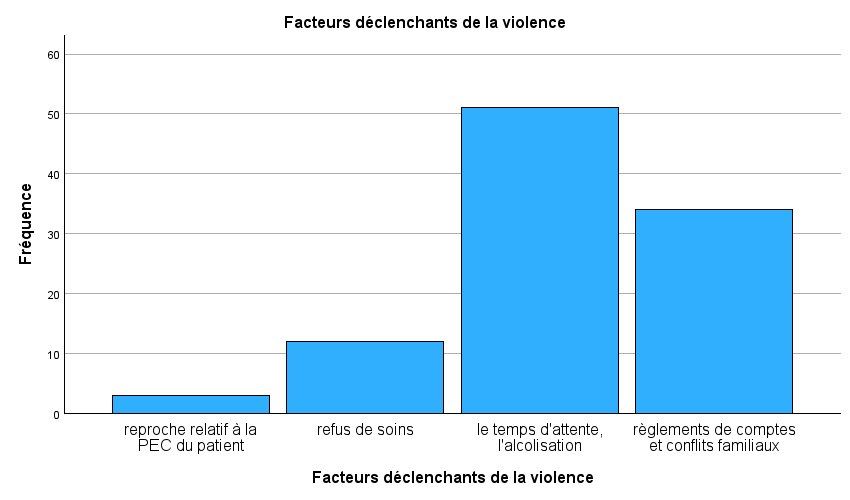 Facteurs déclenchants de la violence
60
50
40
30
20
10
0
Fréquence
reproche relatif à la
PEC du patient
refus de soins
le temps d'attente,
l'alcolisation
règlements de comptes
et conflits familiaux
Facteurs déclenchants de la violence